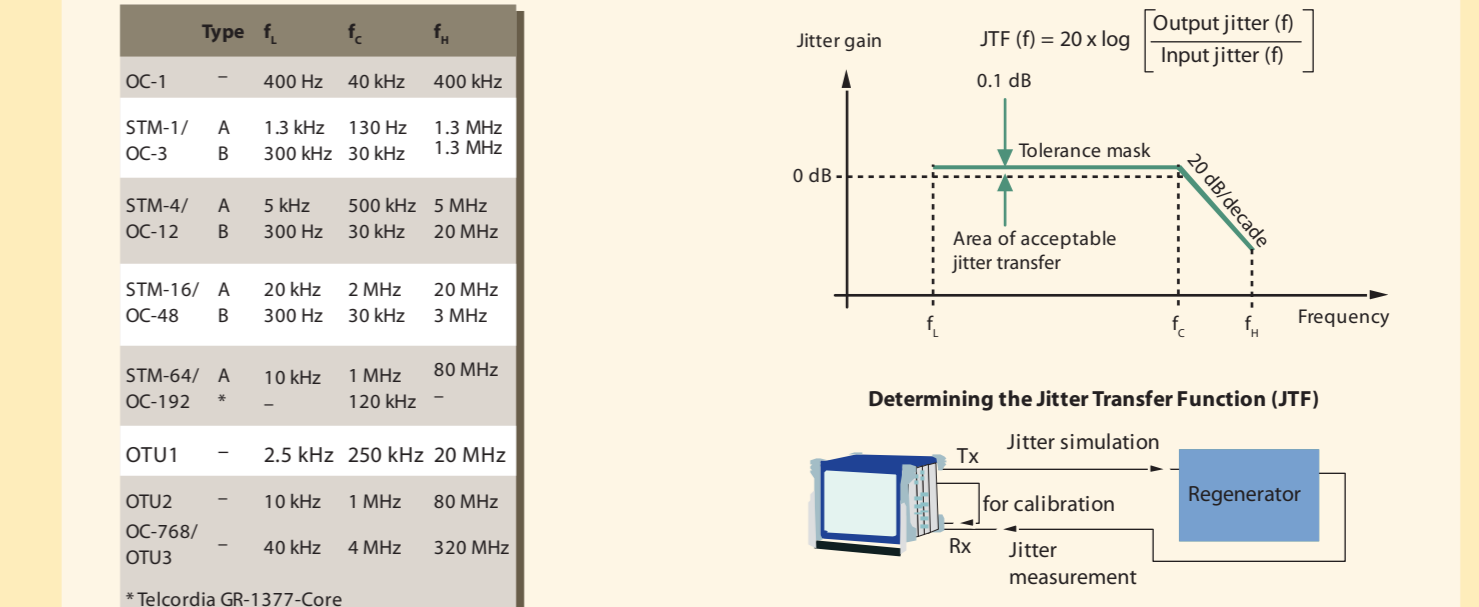 Type fL fC fH
OC-1 – 400 Hz 40 kHz 400 kHz
STM-1/ A 1.3 kHz 130 Hz 1.3 MHz
OC-3 B 300 kHz 30 kHz 1.3 MHz
STM-4/ A 5 kHz 500 kHz 5 MHz
OC-12 B 300 Hz 30 kHz 20 MHz
STM-16/ A 20 kHz 2 MHz 20 MHz
OC-48 B 300 Hz 30 kHz 3 MHz
STM-64/ A 10 kHz 1 MHz 80 MHz
OC-192 * – 120 kHz –
OTU1 – 2.5 kHz 250 kHz 20 MHz
OTU2 – 10 kHz 1 MHz 80 MHz
OC-768/
OTU3 – 40 kHz 4 MHz 320 MHz
* Telcordia GR-1377-Core
Jitter gain
JTF (f) = 20 x log [Output jitter (f) / Input jitter (f)]
0.1 dB
Tolerance mask
0 dB
20 dB/decade
Area of acceptable
jitter transfer
fL fC fH
Frequency
Determining the Jitter Transfer Function (JTF)
Jitter simulation
Tx
Regenerator
for calibration
Rx
Jitter
measurement